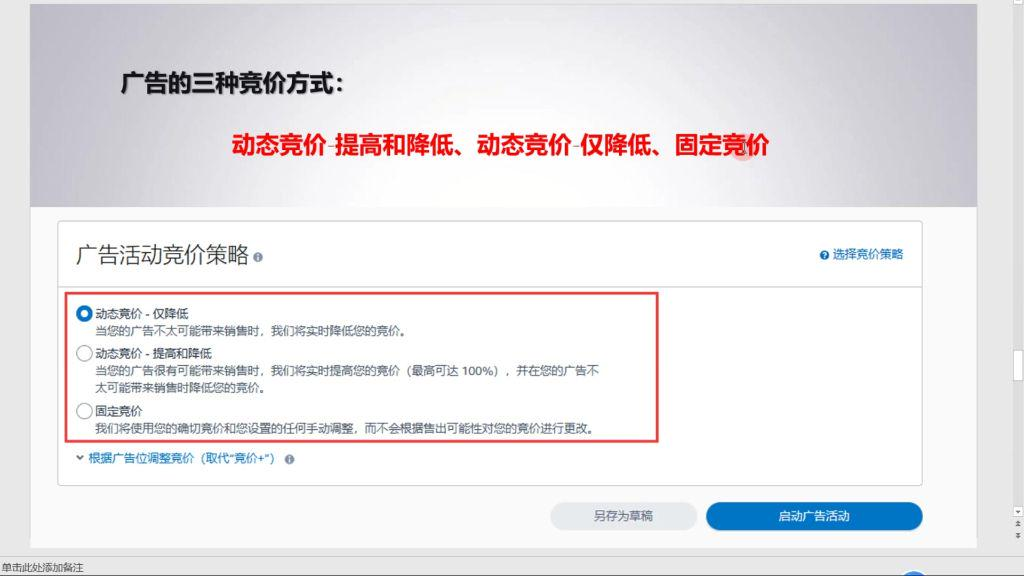 广告的三种竞价方式：
动态竞价-提高和降低、动态竞价-仅降低、固定竞价
广告活动竞价策略
选择竞价策略
动态竞价 - 仅降低
当您的广告不太可能带来销售时，我们将实时降低您的竞价。
动态竞价 - 提高和降低
当您的广告很有可能带来销售时，我们将实时提高您的竞价（最高可达 100%），并在您的广告不
太可能带来销售时降低您的竞价。
固定竞价
我们将使用您的确切竞价和您设置的任何手动调整，而不会根据售出可能性对您的竞价进行更改。
根据广告位调整竞价（取代“竞价+”）
另存为草稿
启动广告活动
单击此处添加备注